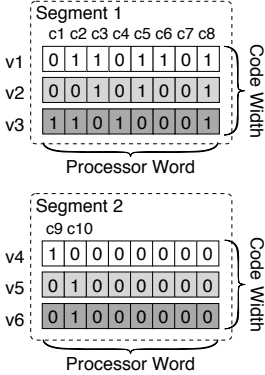 Segment 1
c1 c2 c3 c4 c5 c6 c7 c8
v1 0 1 1 0 1 1 0 1
v2 0 0 1 0 1 0 0 1
v3 1 1 0 1 0 0 0 1
Code Width
Processor Word
Segment 2
c9 c10
v4 1 0 0 0 0 0 0 0
v5 0 1 0 0 0 0 0 0
v6 0 1 0 0 0 0 0 0
Code Width
Processor Word